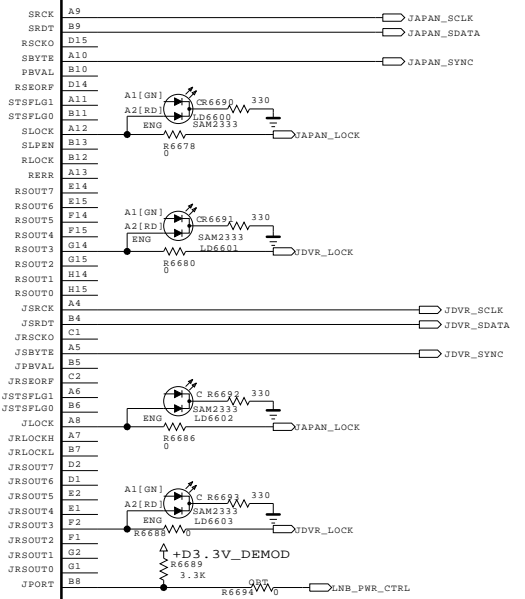 SRCK A9 JAPAN_SCLK
SRDT B9 JAPAN_SDATA
RSCKO D15
SBYTE A10 JAPAN_SYNC
PBVAL B10
RSEORF D14
STSFLG1 A11 A1[GN] CR6690 330
STSFLG0 B11 A2[RD] LD6600
SLOCK A12 ENG SAM2333 JAPAN_LOCK
SLPEN B13 R6678
RLOCK B12 0
RERR A13
RSOUT7 E14
RSOUT6 E15
RSOUT5 F14 A1[GN] CR6691 330
RSOUT4 F15 A2[RD] SAM2333
RSOUT3 G14 ENG LD6601 JDVR_LOCK
RSOUT2 G15 R6680
RSOUT1 H14 0
RSOUT0 H15
JSRCK A4 JDVR_SCLK
JSRDT B4 JDVR_SDATA
JRSCKO C1
JSBYTE A5 JDVR_SYNC
JPBVAL B5
JRSEORF C2
JSTSFLG1 A6 C R6692 330
JSTSFLG0 B6 SAM2333
JLOCK A8 ENG LD6602 JAPAN_LOCK
JRLOCKH A7 R6686
JRLOCKL B7 0
JRSOUT7 D2
JRSOUT6 D1
JRSOUT5 E2 A1[GN] C R6693 330
JRSOUT4 E1 A2[RD] SAM2333
JRSOUT3 F2 ENG LD6603 JDVR_LOCK
JRSOUT2 F1 R6688 0
JRSOUT1 G2 +D3.3V_DEMOD
JRSOUT0 G1 R6689
3.3K
JPORT B8 OPT LNB_PWR_CTRL
R6694 0